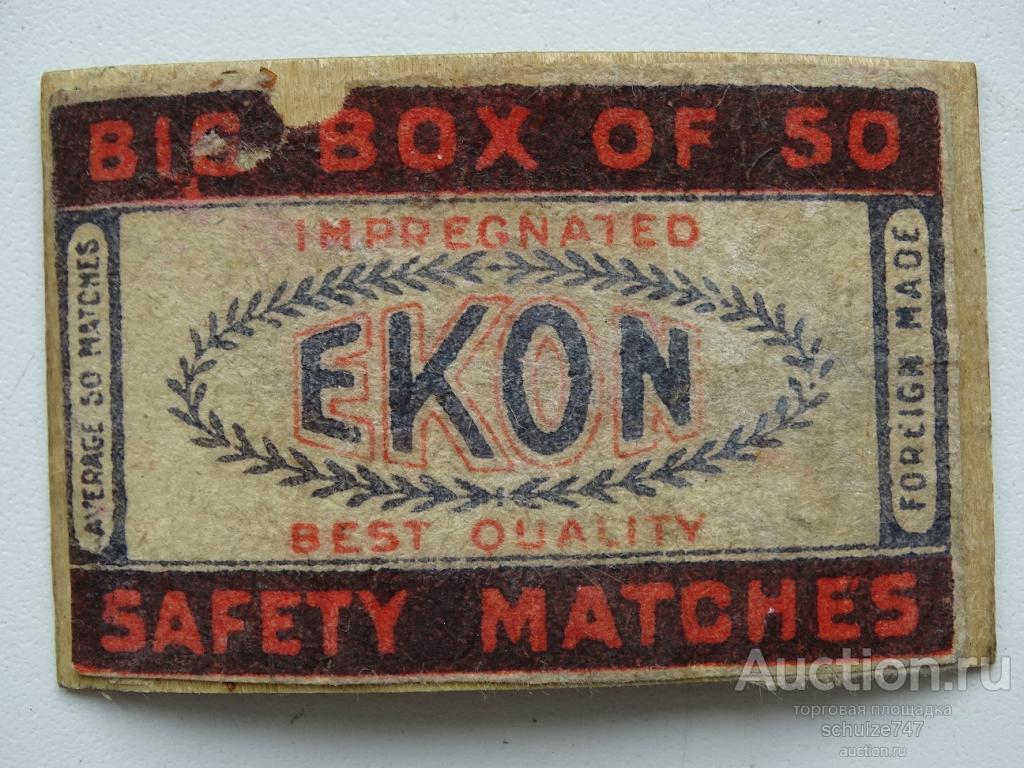 BIG BOX OF 50
AVERAGE 50 MATCHES
IMPREGNATED
EKON
BEST QUALITY
FOREIGN MADE
SAFETY MATCHES
Auction.ru
торговая площадка
schulze747
auction.ru